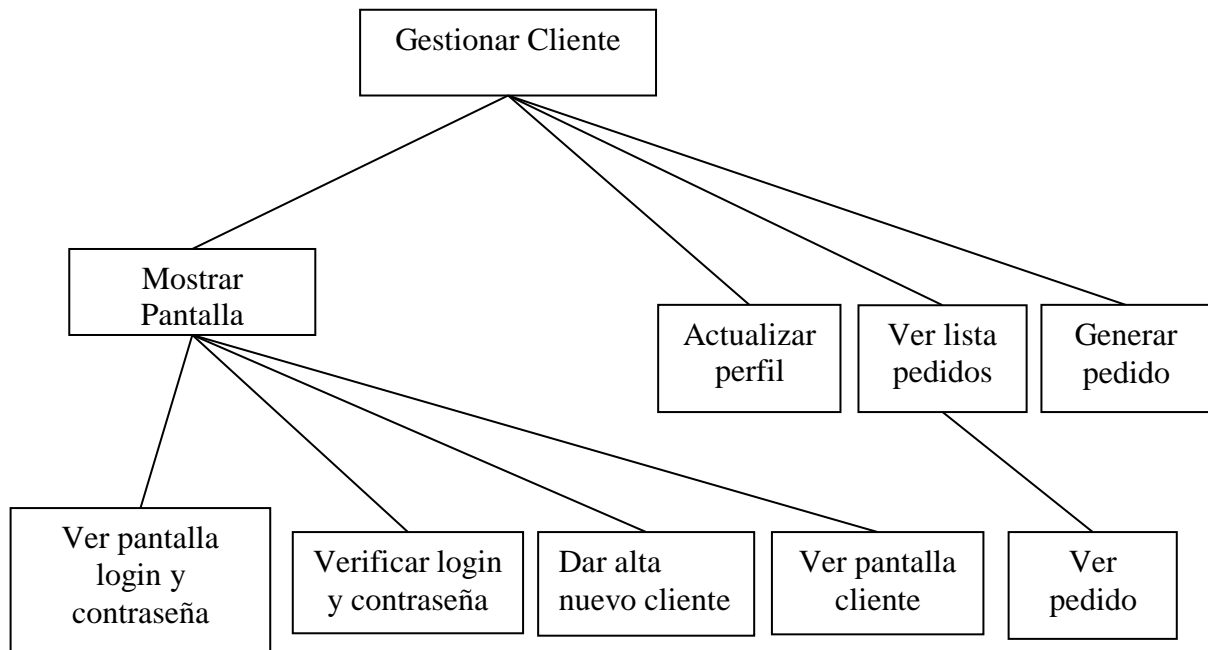 Gestionar Cliente
Mostrar
Pantalla
Actualizar
perfil
Ver lista
pedidos
Generar
pedido
Ver pantalla
login y
contraseña
Verificar login
y contraseña
Dar alta
nuevo cliente
Ver pantalla
cliente
Ver
pedido